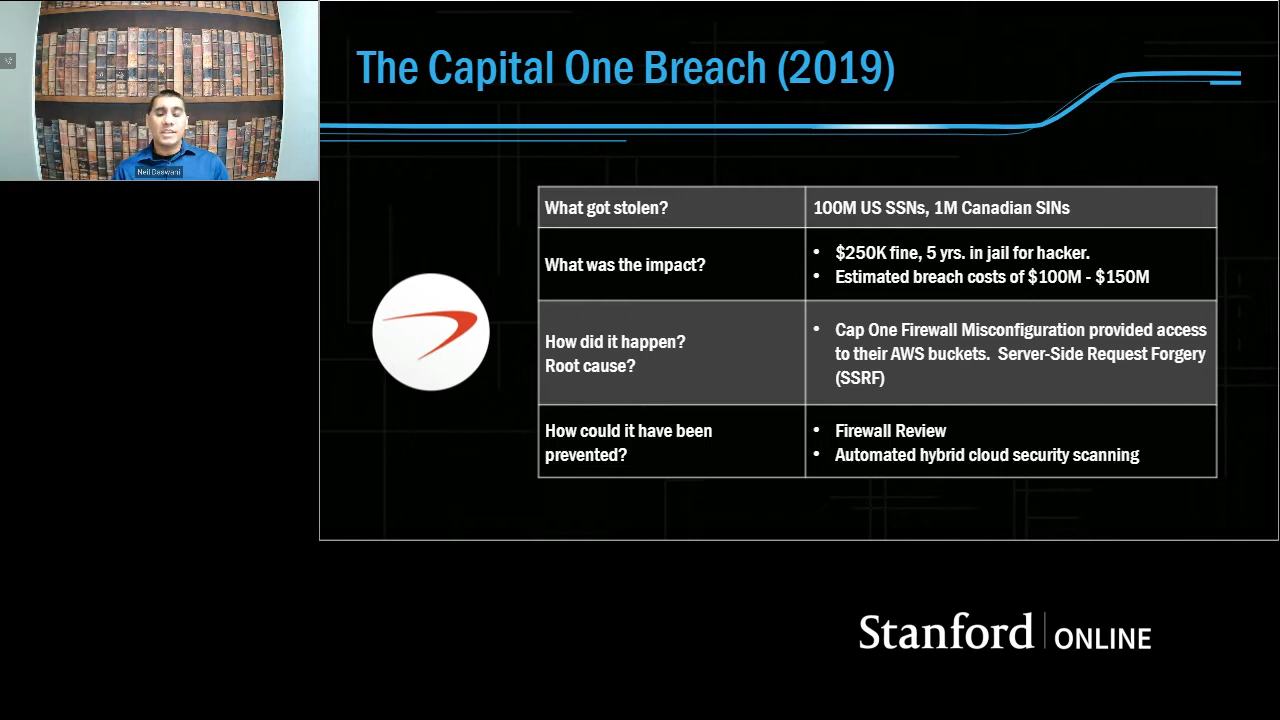 Neil Daswani
The Capital One Breach (2019)
What got stolen?
100M US SSNs, 1M Canadian SINs
What was the impact?
• $250K fine, 5 yrs. in jail for hacker.
• Estimated breach costs of $100M - $150M
How did it happen?
Root cause?
• Cap One Firewall Misconfiguration provided access
to their AWS buckets. Server-Side Request Forgery
(SSRF)
How could it have been
prevented?
• Firewall Review
• Automated hybrid cloud security scanning
Stanford ONLINE